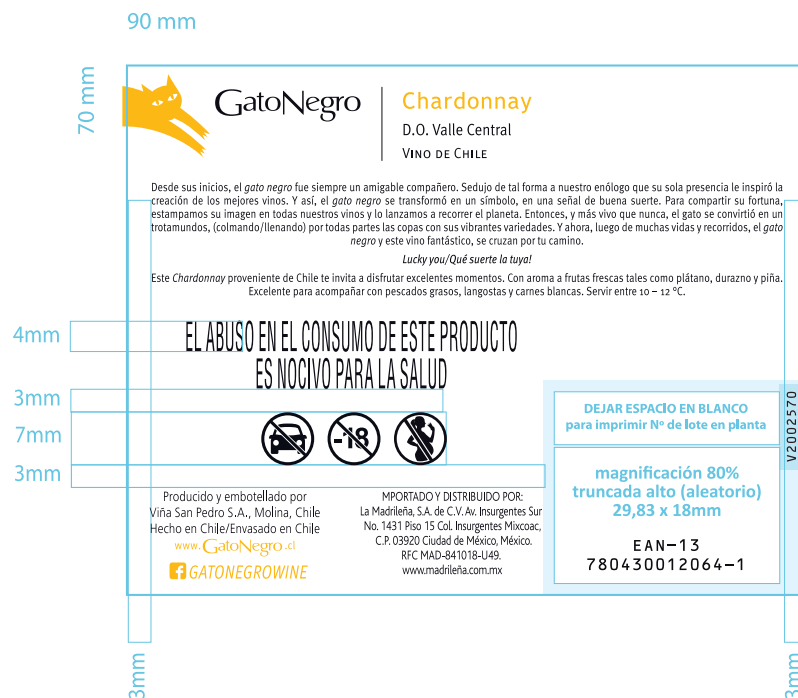 90 mm
70 mm
GatoNegro
Chardonnay
D.O. Valle Central
VINO DE CHILE
Desde sus inicios, el gato negro fue siempre un amigable compañero. Sedujo de tal forma a nuestro enólogo que su sola presencia le inspiró la
creación de los mejores vinos. Y así, el gato negro se transformó en un símbolo, en una señal de buena suerte. Para compartir su fortuna,
estampamos su imagen en todas nuestros vinos y lo lanzamos a recorrer el planeta. Entonces, y más vivo que nunca, el gato se convirtió en un
trotamundos, (colmando/llenando) por todas partes las copas con sus vibrantes variedades. Y ahora, luego de muchas vidas y recorridos, el gato
negro y este vino fantástico, se cruzan por tu camino.
Lucky you/Qué suerte la tuya!
Este Chardonnay proveniente de Chile te invita a disfrutar excelentes momentos. Con aroma a frutas frescas tales como plátano, durazno y piña.
Excelente para acompañar con pescados grasos, langostas y carnes blancas. Servir entre 10 – 12 °C.
4mm
EL ABUSO EN EL CONSUMO DE ESTE PRODUCTO
ES NOCIVO PARA LA SALUD
3mm
7mm
3mm
-18
Producido y embotellado por
Viña San Pedro S.A., Molina, Chile
Hecho en Chile/Envasado en Chile
www.GatoNegro.cl
GATONEGROWINE
MPORTADO Y DISTRIBUIDO POR:
La Madrileña, S.A. de C.V. Av. Insurgentes Sur
No. 1431 Piso 15 Col. Insurgentes Mixcoac,
C.P. 03920 Ciudad de México, México.
RFC MAD-841018-U49.
www.madrileña.com.mx
DEJAR ESPACIO EN BLANCO
para imprimir Nº de lote en planta
V2002570
magnificación 80%
truncada alto (aleatorio)
29,83 x 18mm
EAN-13
780430012064-1
3mm
3mm